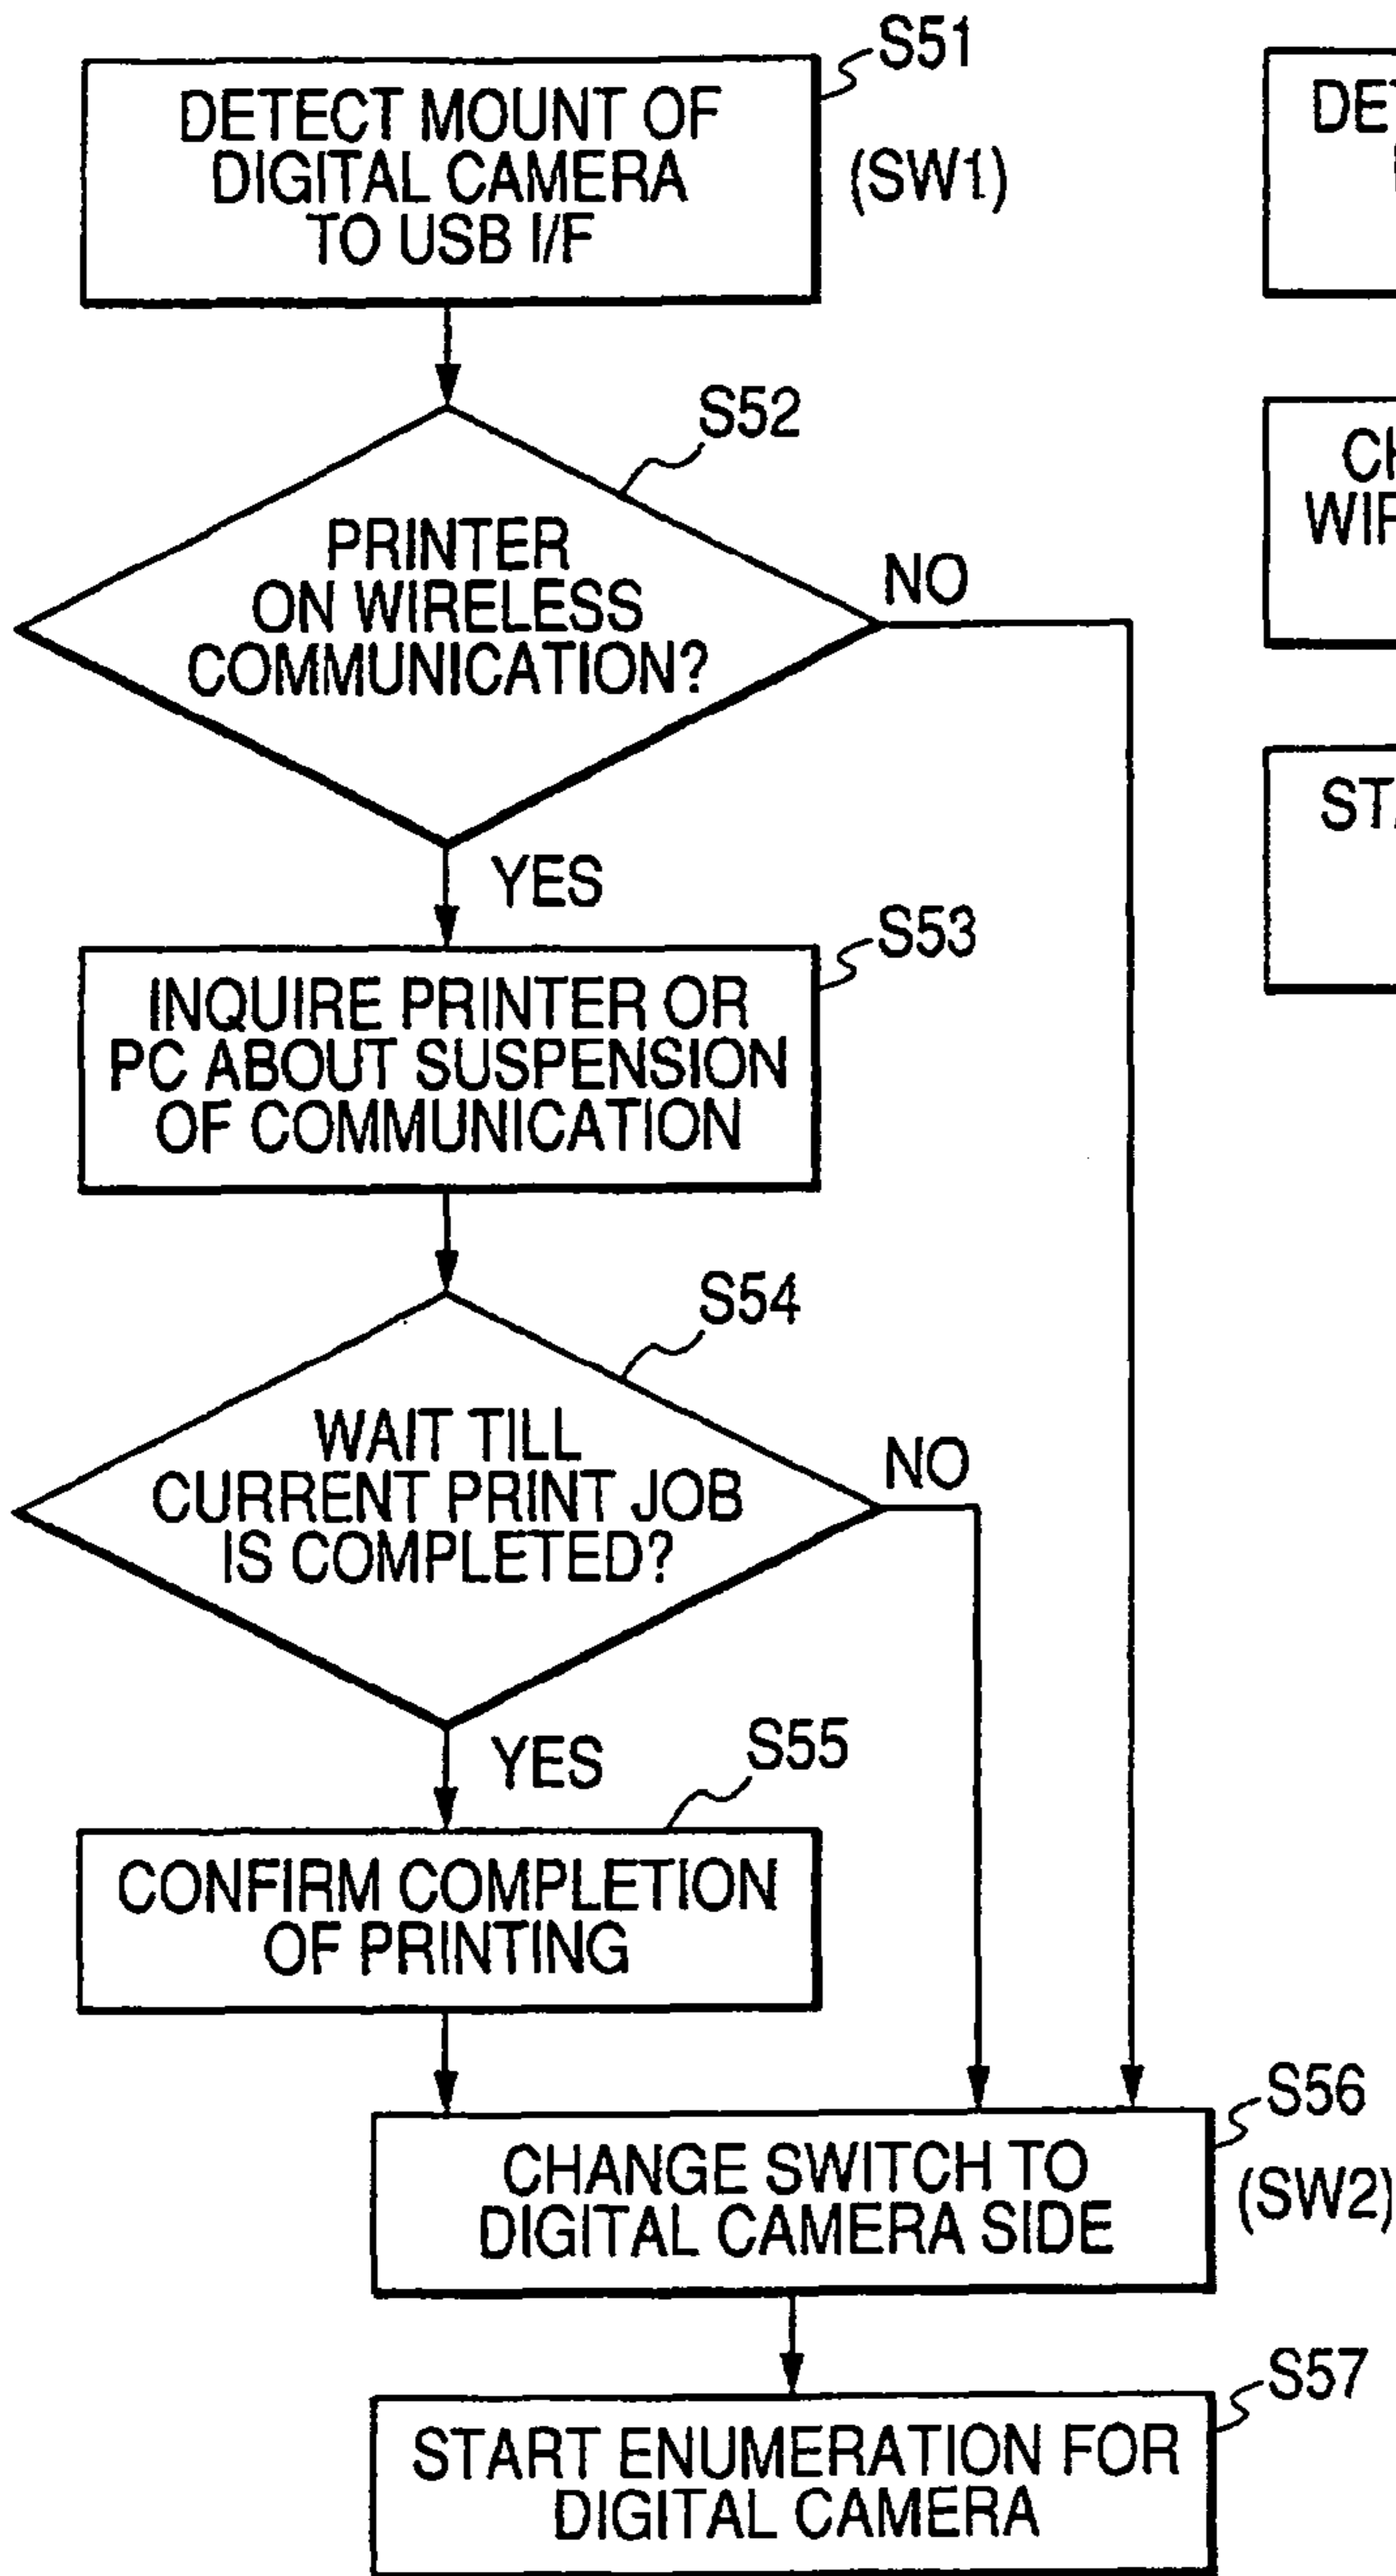 S51
DETECT MOUNT OF
DIGITAL CAMERA
TO USB I/F
(SW1)
S52
PRINTER
ON WIRELESS
COMMUNICATION?
NO
YES
S53
INQUIRE PRINTER OR
PC ABOUT SUSPENSION
OF COMMUNICATION
S54
WAIT TILL
CURRENT PRINT JOB
IS COMPLETED?
NO
YES
S55
CONFIRM COMPLETION
OF PRINTING
S56
CHANGE SWITCH TO
DIGITAL CAMERA SIDE
(SW2)
S57
START ENUMERATION FOR
DIGITAL CAMERA